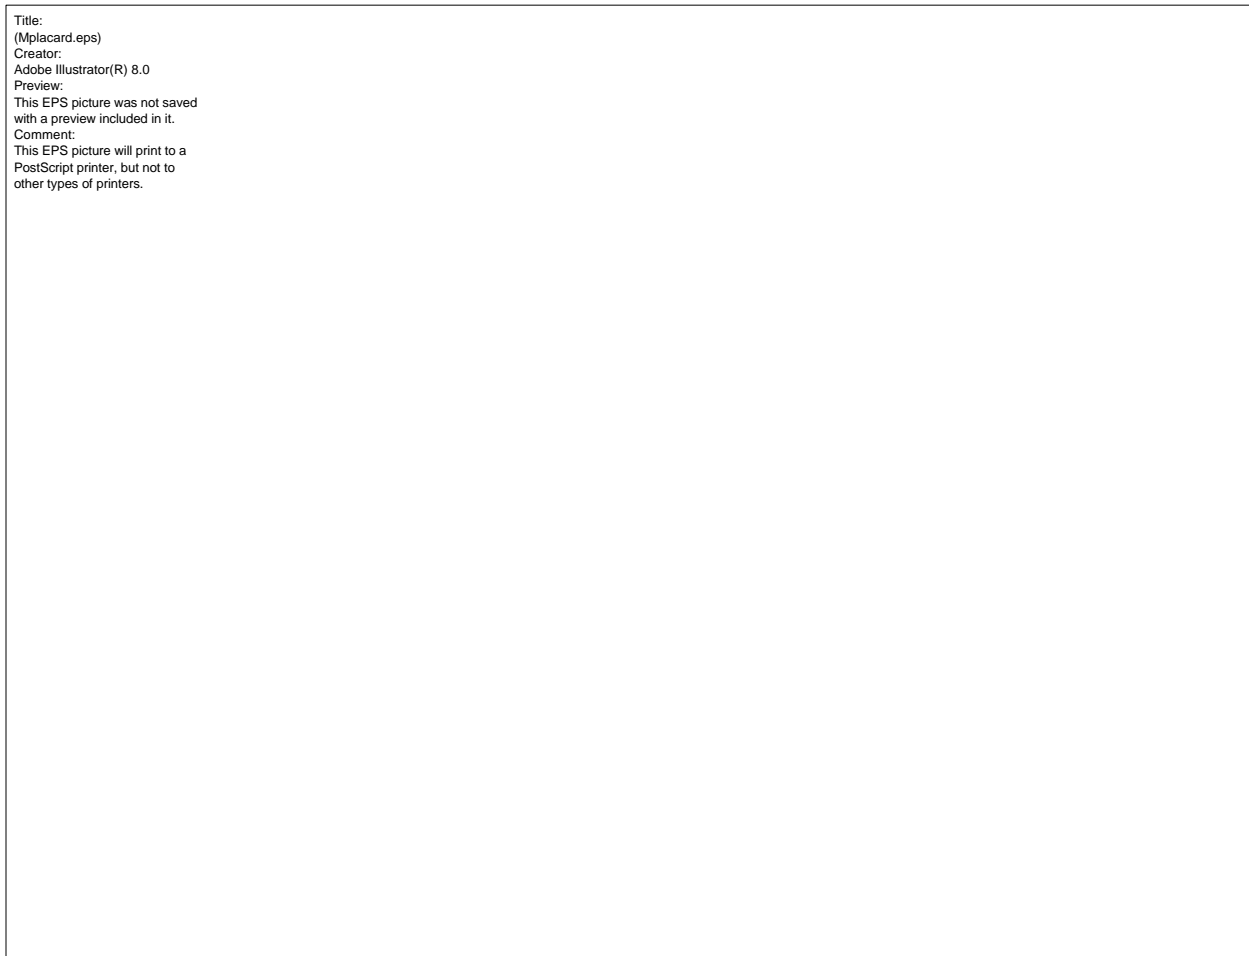 Title:
(Mplacard.eps)
Creator:
Adobe Illustrator(R) 8.0
Preview:
This EPS picture was not saved
with a preview included in it.
Comment:
This EPS picture will print to a
PostScript printer, but not to
other types of printers.